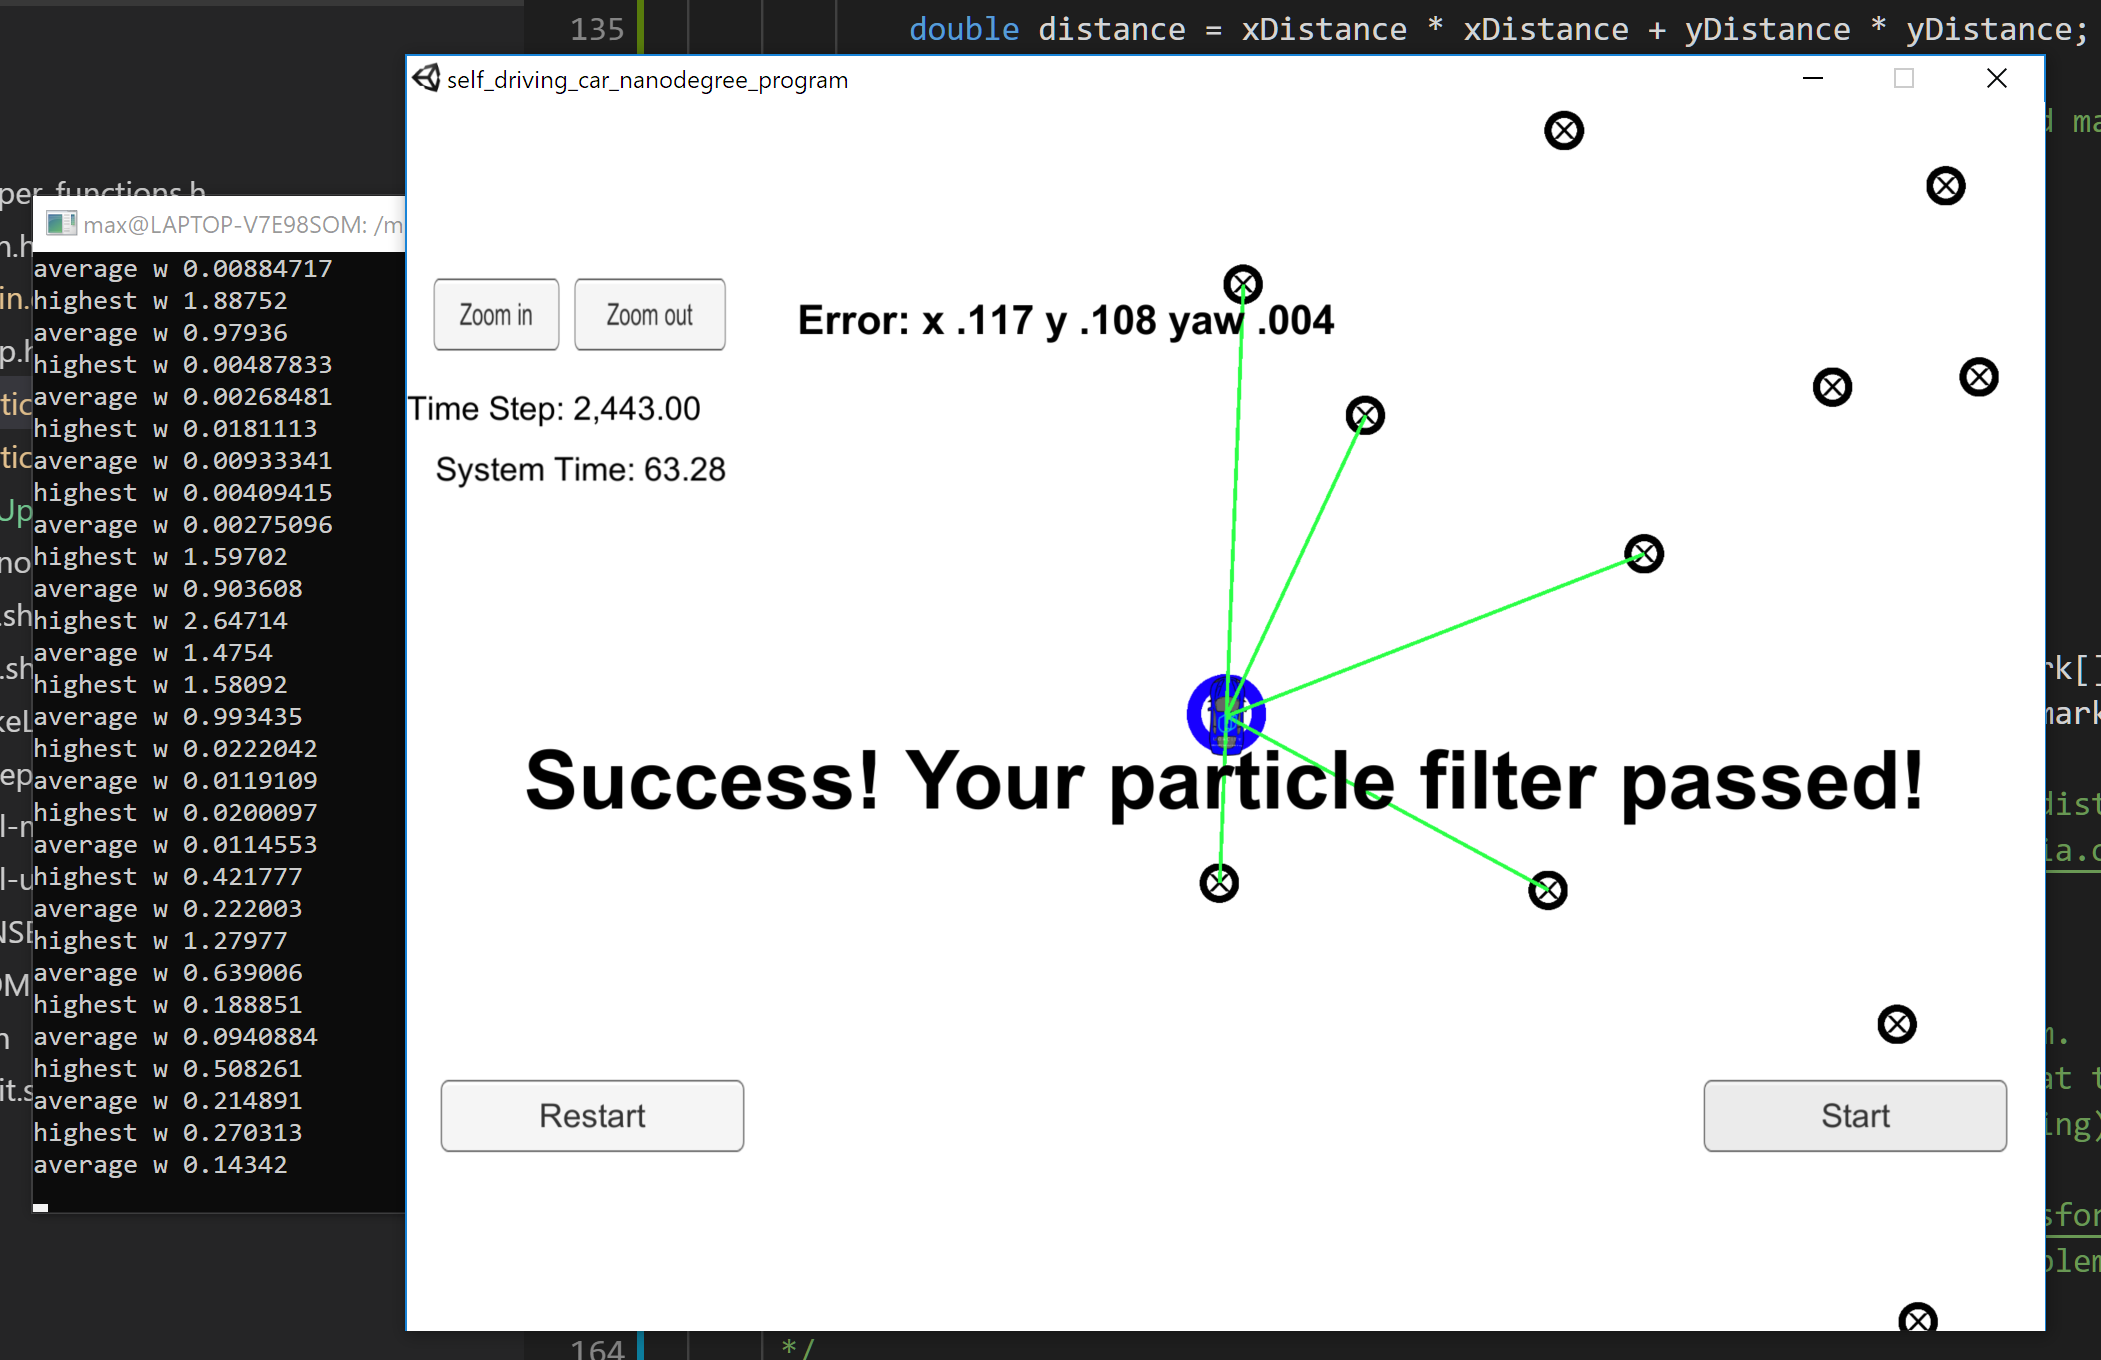 135 double distance = xDistance * xDistance + yDistance * yDistance;
self_driving_car_nanodegree_program
per_functions.h
max@LAPTOP-V7E98SOM: /m
average w 0.00884717
highest w 1.88752
average w 0.97936
highest w 0.00487833
average w 0.00268481
highest w 0.0181113
average w 0.00933341
highest w 0.00409415
average w 0.00275096
highest w 1.59702
average w 0.903608
highest w 2.64714
average w 1.4754
highest w 1.58092
average w 0.993435
highest w 0.0222042
average w 0.0119109
highest w 0.0200097
average w 0.0114553
highest w 0.421777
average w 0.222003
highest w 1.27977
average w 0.639006
highest w 0.188851
average w 0.0940884
highest w 0.508261
average w 0.214891
highest w 0.270313
average w 0.14342
Zoom in Zoom out
Error: x .117 y .108 yaw .004
Time Step: 2,443.00
System Time: 63.28
Success! Your particle filter passed!
Restart
Start
164 */